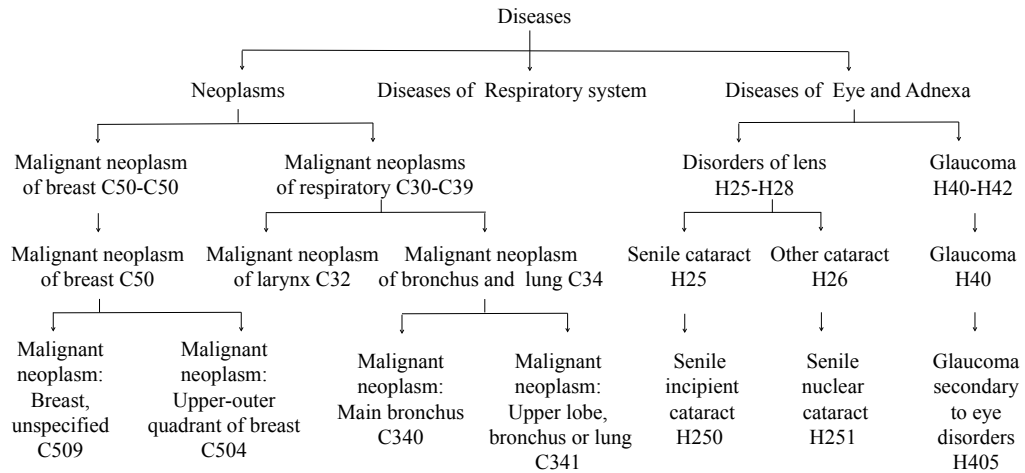 Diseases
Neoplasms
Diseases of Respiratory system
Diseases of Eye and Adnexa
Malignant neoplasm
of breast C50-C50
Malignant neoplasms
of respiratory C30-C39
Disorders of lens
H25-H28
Glaucoma
H40-H42
Malignant neoplasm
of breast C50
Malignant neoplasm
of larynx C32
Malignant neoplasm
of bronchus and lung C34
Senile cataract
H25
Other cataract
H26
Glaucoma
H40
Malignant
neoplasm:
Breast,
unspecified
C509
Malignant
neoplasm:
Upper-outer
quadrant of breast
C504
Malignant
neoplasm:
Main bronchus
C340
Malignant
neoplasm:
Upper lobe,
bronchus or lung
C341
Senile
incipient
cataract
H250
Senile
nuclear
cataract
H251
Glaucoma
secondary
to eye
disorders
H405